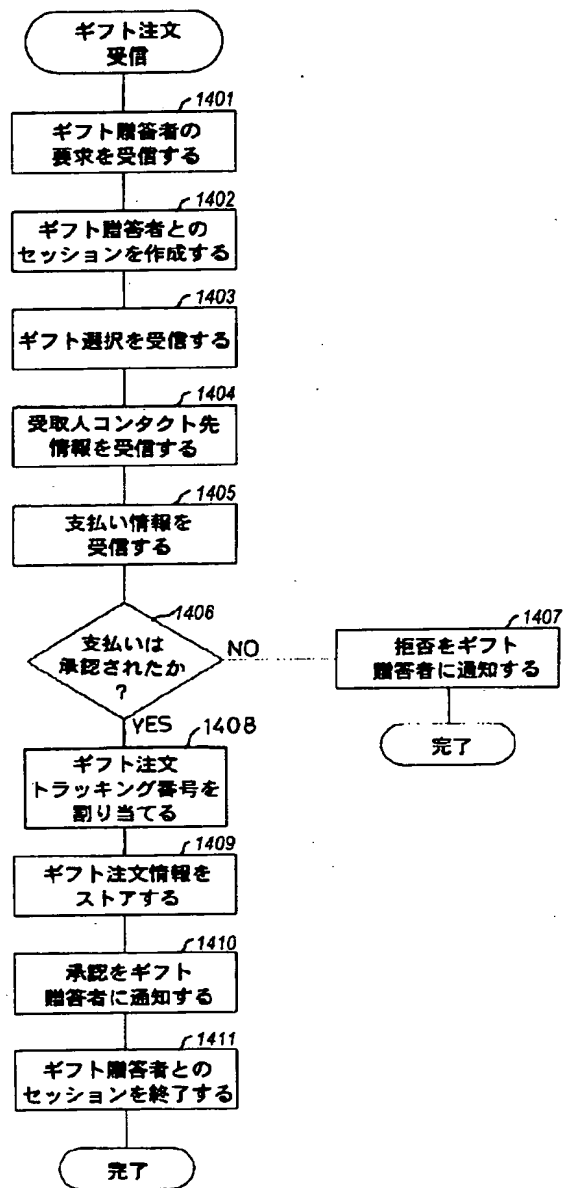 ギフト注文
受信
1401
ギフト贈答者の
要求を受信する
1402
ギフト贈答者との
セッションを作成する
1403
ギフト選択を受信する
1404
受取人コンタクト先
情報を受信する
1405
支払い情報を
受信する
1406
支払いは
承認されたか
?
NO
1407
拒否をギフト
贈答者に通知する
完了
YES
1408
ギフト注文
トラッキング番号を
割り当てる
1409
ギフト注文情報を
ストアする
1410
承認をギフト
贈答者に通知する
1411
ギフト贈答者との
セッションを終了する
完了